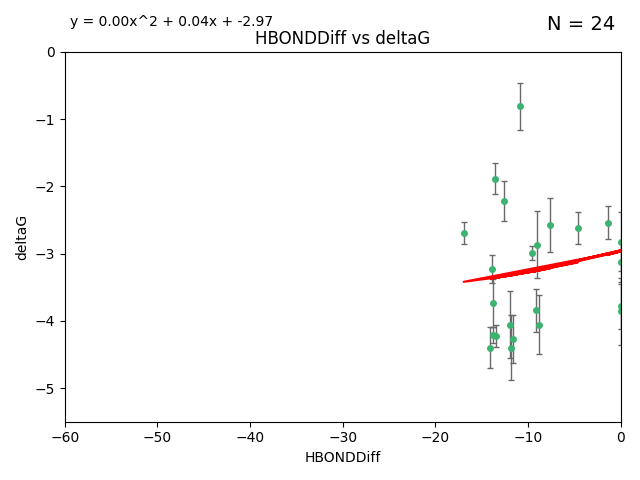 y = 0.00x^2 + 0.04x + -2.97
N = 24
HBONDDiff vs deltaG
0
−1
−2
−3
−4
−5
deltaG
−60
−50
−40
−30
−20
−10
0
HBONDDiff